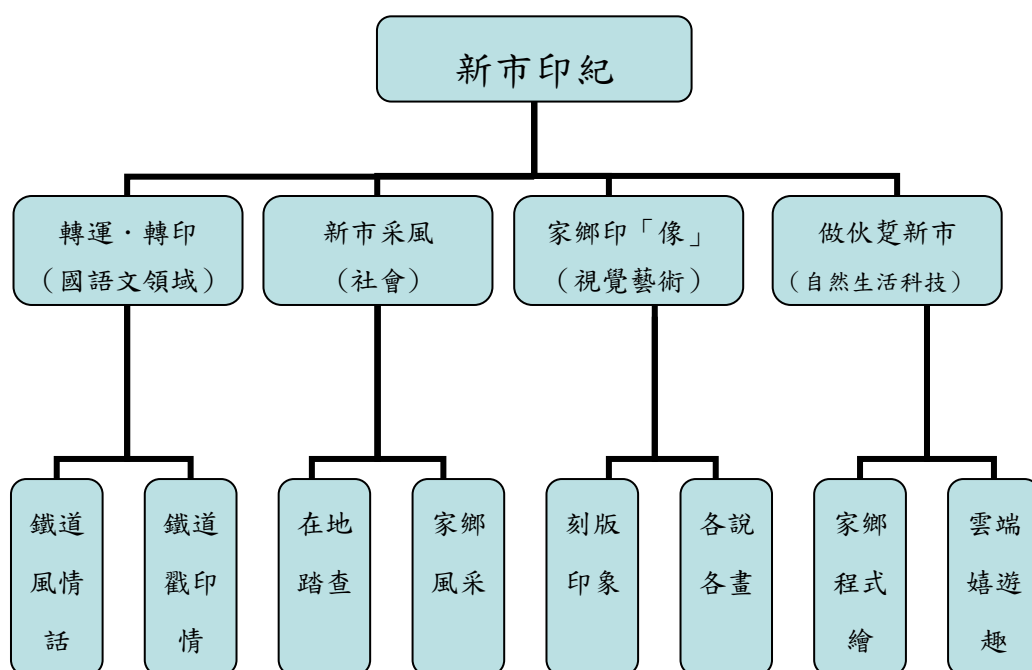 新市印紀
轉運・轉印
（國語文領域）
新市采風
(社會)
家鄉印「像」
（視覺藝術）
做伙踅新市
（自然生活科技）
鐵道
風情
話
鐵道
戳印
情
在地
踏查
家鄉
風采
刻版
印象
各說
各畫
家鄉
程式
繪
雲端
嬉遊
趣